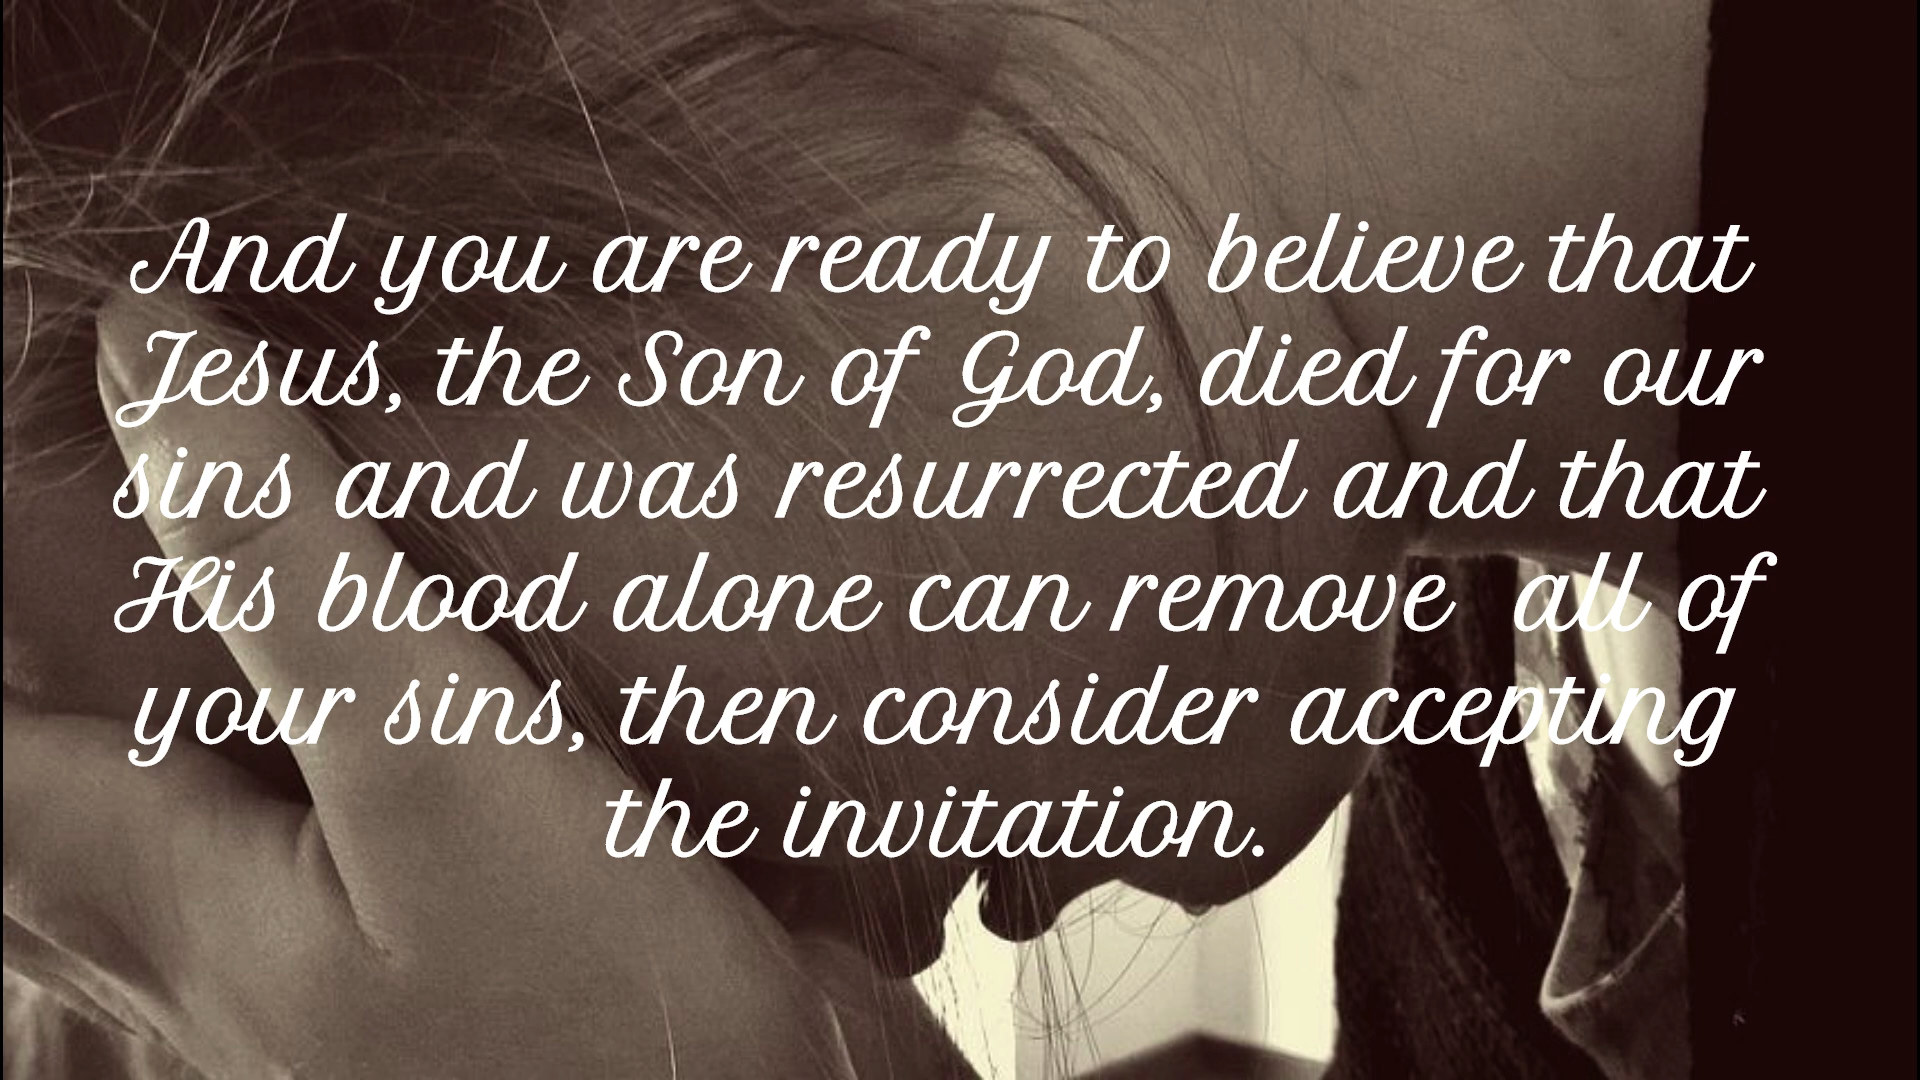 And you are ready to believe that
Jesus, the Son of God, died for our
sins and was resurrected and that
His blood alone can remove  all of
your sins, then consider accepting
the invitation.